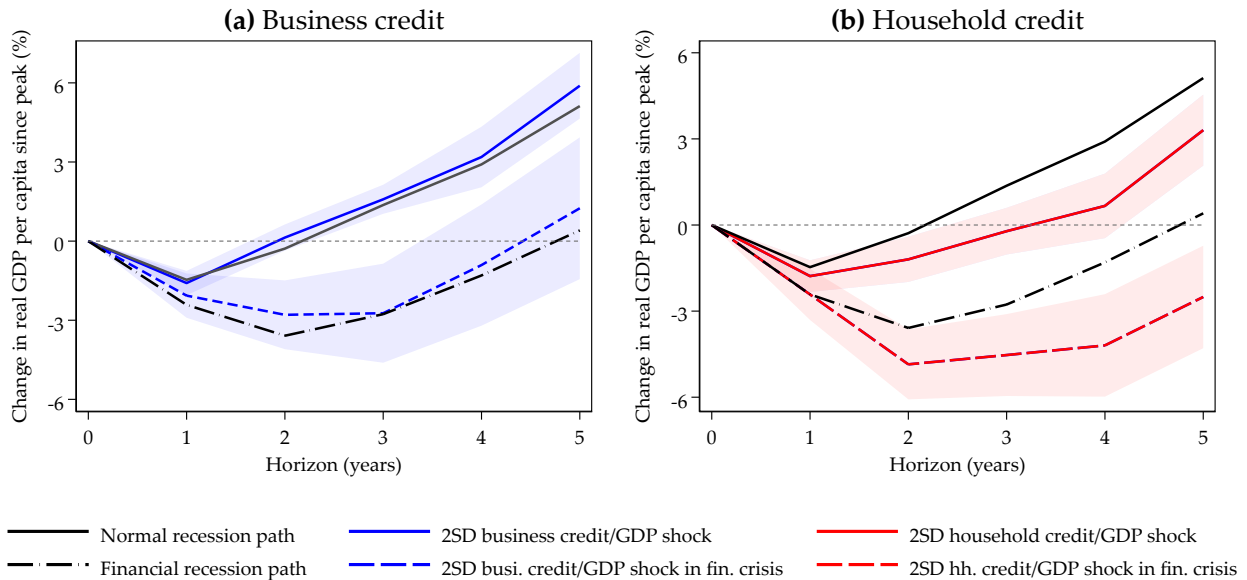 (a) Business credit
Change in real GDP per capita since peak (%)
6
3
0
-3
-6
0 1 2 3 4 5
Horizon (years)
(b) Household credit
Change in real GDP per capita since peak (%)
6
3
0
-3
-6
0 1 2 3 4 5
Horizon (years)
Normal recession path 2SD business credit/GDP shock 2SD household credit/GDP shock
Financial recession path 2SD busi. credit/GDP shock in fin. crisis 2SD hh. credit/GDP shock in fin. crisis